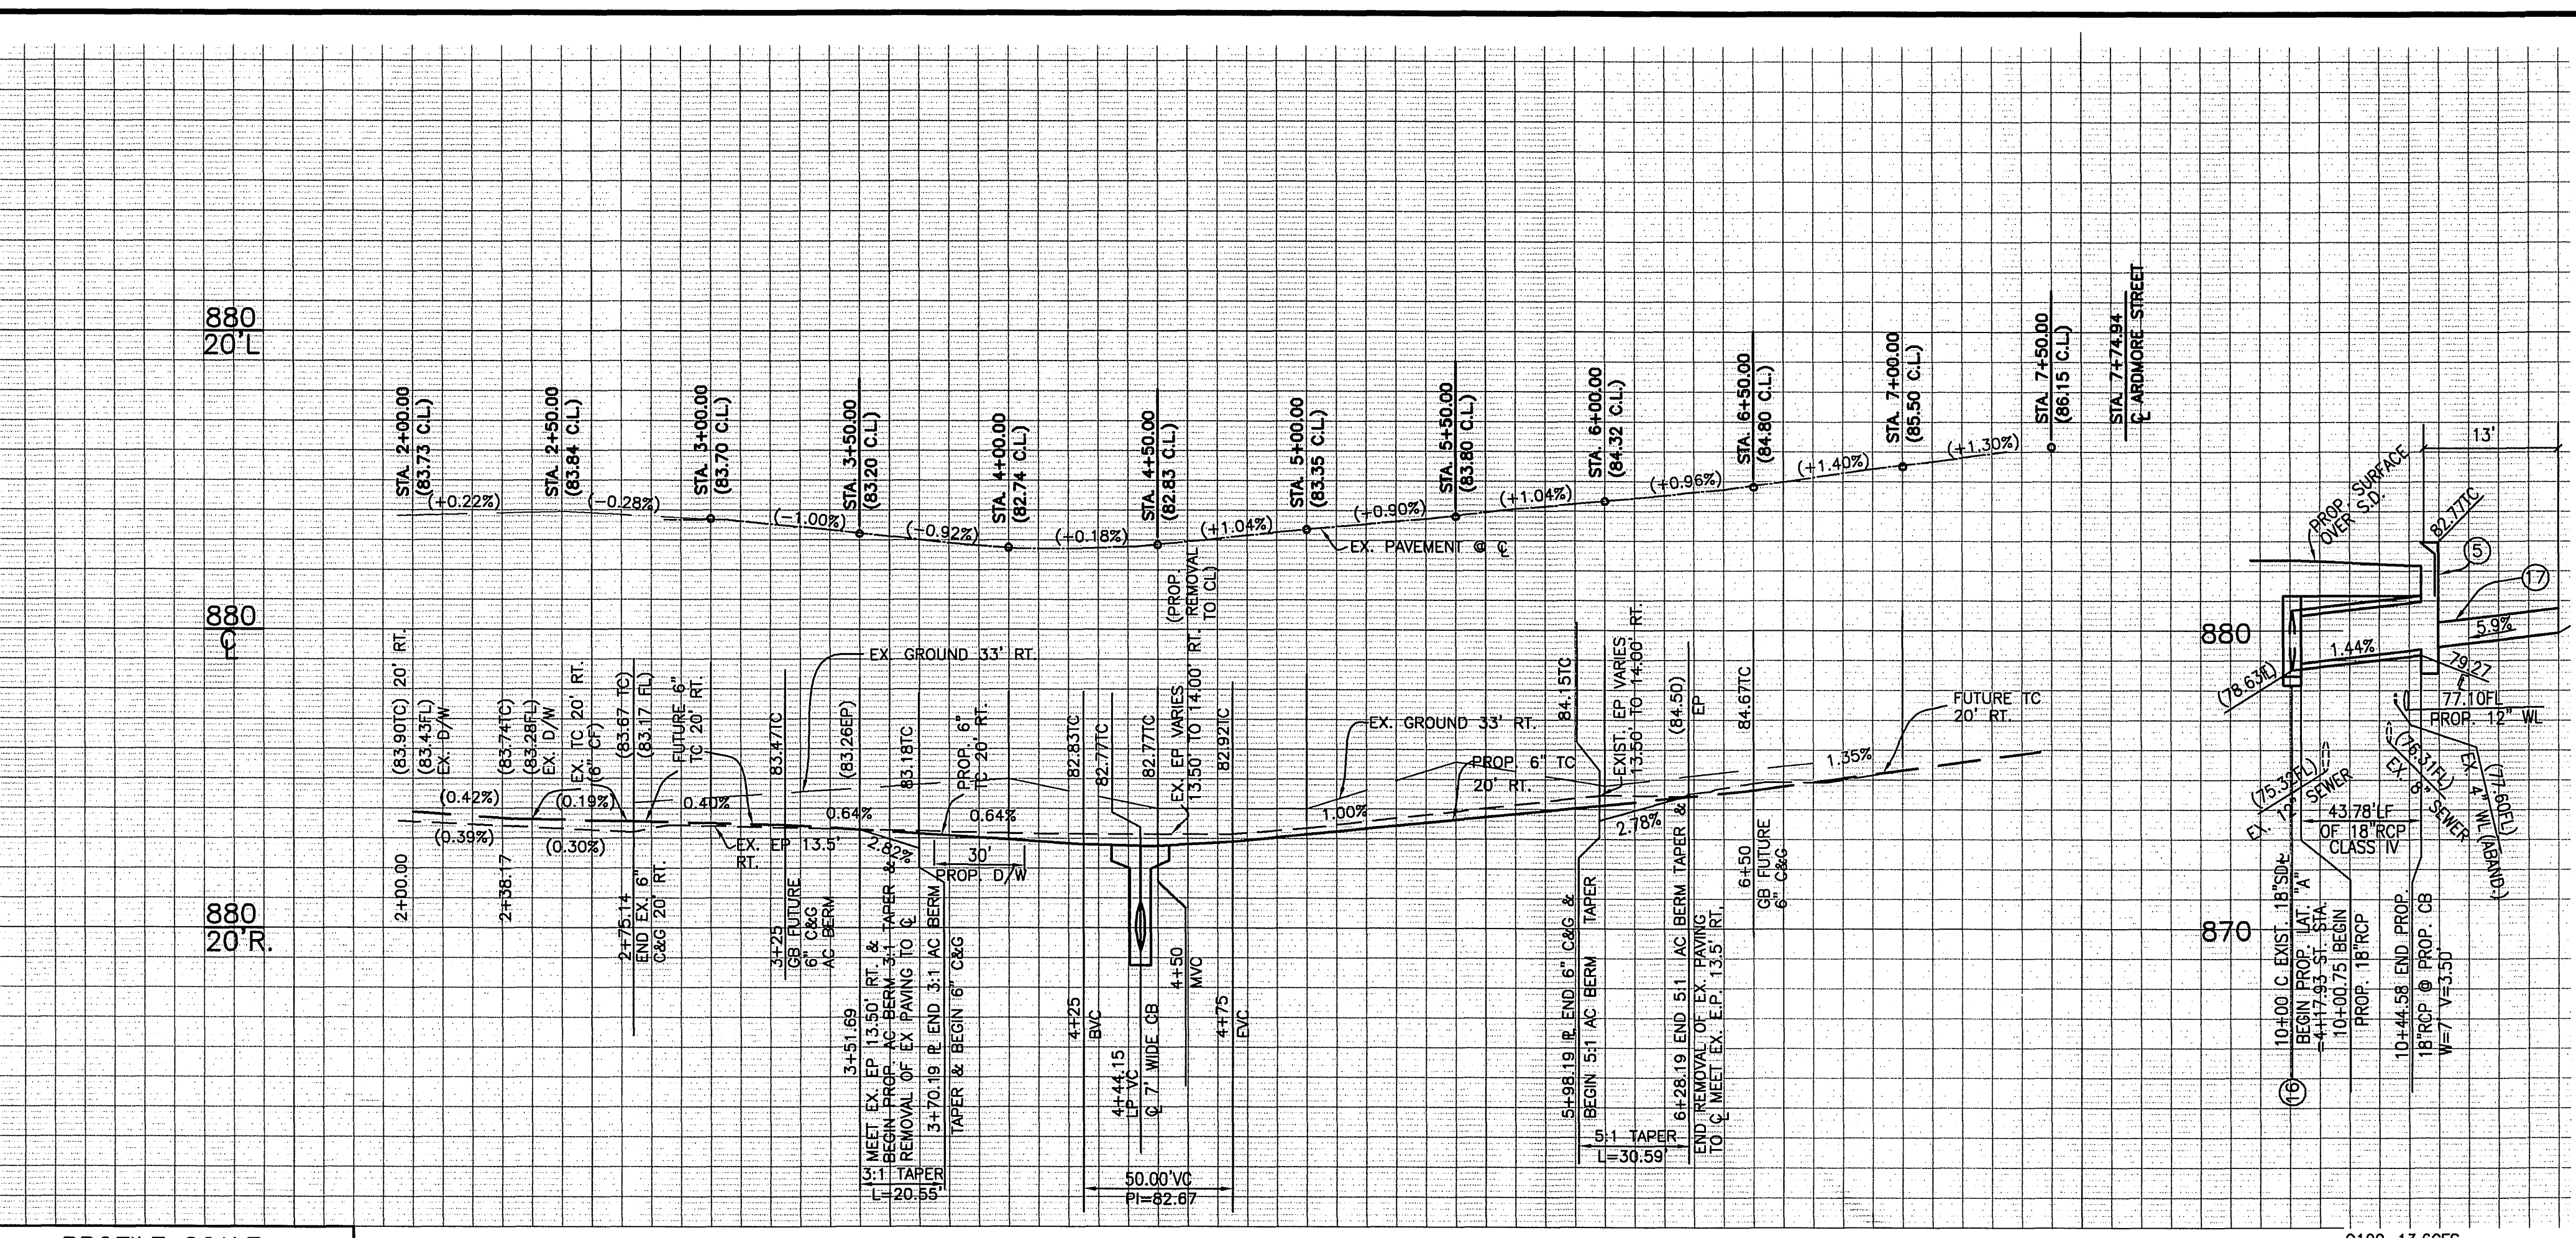 880
20'L
STA. 2+00.00
(83.73 C.L.)
STA. 2+50.00
(83.84 C.L.)
STA. 3+00.00
(83.70 C.L.)
STA. 3+50.00
(83.20 C.L.)
STA. 4+00.00
(82.74 C.L.)
STA. 4+50.00
(82.83 C.L.)
STA. 5+00.00
(83.35 C.L.)
STA. 5+50.00
(83.80 C.L.)
STA. 6+00.00
(84.32 C.L.)
STA. 6+50.00
(84.80 C.L.)
STA. 7+00.00
(85.50 C.L.)
STA. 7+50.00
(86.15 C.L.)
STA. 7+74.94
℄ ARDMORE STREET
(+0.22%)
(-0.28%)
(-1.00%)
(-0.92%)
(+0.18%)
(+1.04%)
(+0.90%)
(+1.04%)
(+0.96%)
(+1.40%)
(+1.30%)
EX. PAVEMENT @ ℄
880
℄
(83.90TC) 20' RT.
(83.43FL)
EX. D/W
(83.74TC)
(83.28FL)
EX. D/W
EX. TC 20' RT.
(6" CF)
(83.67 TC)
(83.17 FL)
FUTURE 6"
TC 20' RT.
83.47TC
EX. GROUND 33' RT.
(83.26EP)
83.18TC
PROP. 6"
TC 20' RT.
82.83TC
82.77TC
82.77TC
EX. EP VARIES
13.50' TO 14.00' RT.
(PROP.
REMOVAL
TO CL)
82.92TC
EX. GROUND 33' RT.
PROP. 6" TC
20' RT.
84.15TC
EXIST. EP VARIES
13.50' TO 14.00' RT.
(84.50)
EP
84.67TC
FUTURE TC
20' RT.
(0.42%)
(0.19%)
0.40%
0.64%
0.64%
1.00%
2.78%
1.35%
(0.39%)
(0.30%)
EX. EP 13.5'
RT.
2.82%
30'
PROP. D/W
880
20'R.
2+00.00
2+38.17
2+75.14
END EX. 6"
C&G 20' RT.
3+25
GB FUTURE
6" C&G
AC BERM
3+51.69
MEET EX. EP 13.50' RT. &
BEGIN PROP. AC BERM 3:1 TAPER &
REMOVAL OF EX PAVING TO ℄
3+70.19 ℄ END 3:1 AC BERM
TAPER & BEGIN 6" C&G
3:1 TAPER
L=20.55'
4+25
BVC
4+44.15
LP VC
℄ 7' WIDE CB
4+50
MVC
4+75
EVC
50.00'VC
PI=82.67
5+98.19 ℄ END 6" C&G &
BEGIN 5:1 AC BERM TAPER
6+28.19 END 5:1 AC BERM TAPER &
END REMOVAL OF EX. PAVING
TO ℄ MEET EX. E.P. 13.5' RT.
5:1 TAPER
L=30.59'
6+50
GB FUTURE
6" C&G
13'
PROP. SURFACE
OVER S.D.
82.77TC
5
17
880
5.9%
1.44%
79.27
(78.63fl)
77.10FL
PROP. 12" WL
(75.32FL)
EX. 12" SEWER
(76.31FL)
EX. 8" SEWER
(77.60FL)
EX. 4" WL (ABAND.)
43.78'LF
OF 18"RCP
CLASS IV
870
10+00 C EXIST. 18"SD
BEGIN PROP. LAT. "A"
=4+17.93 ST. STA.
10+00.75 BEGIN
PROP. 18"RCP
10+44.58 END PROP.
18"RCP @ PROP. CB
W=7' V=3.50'
16